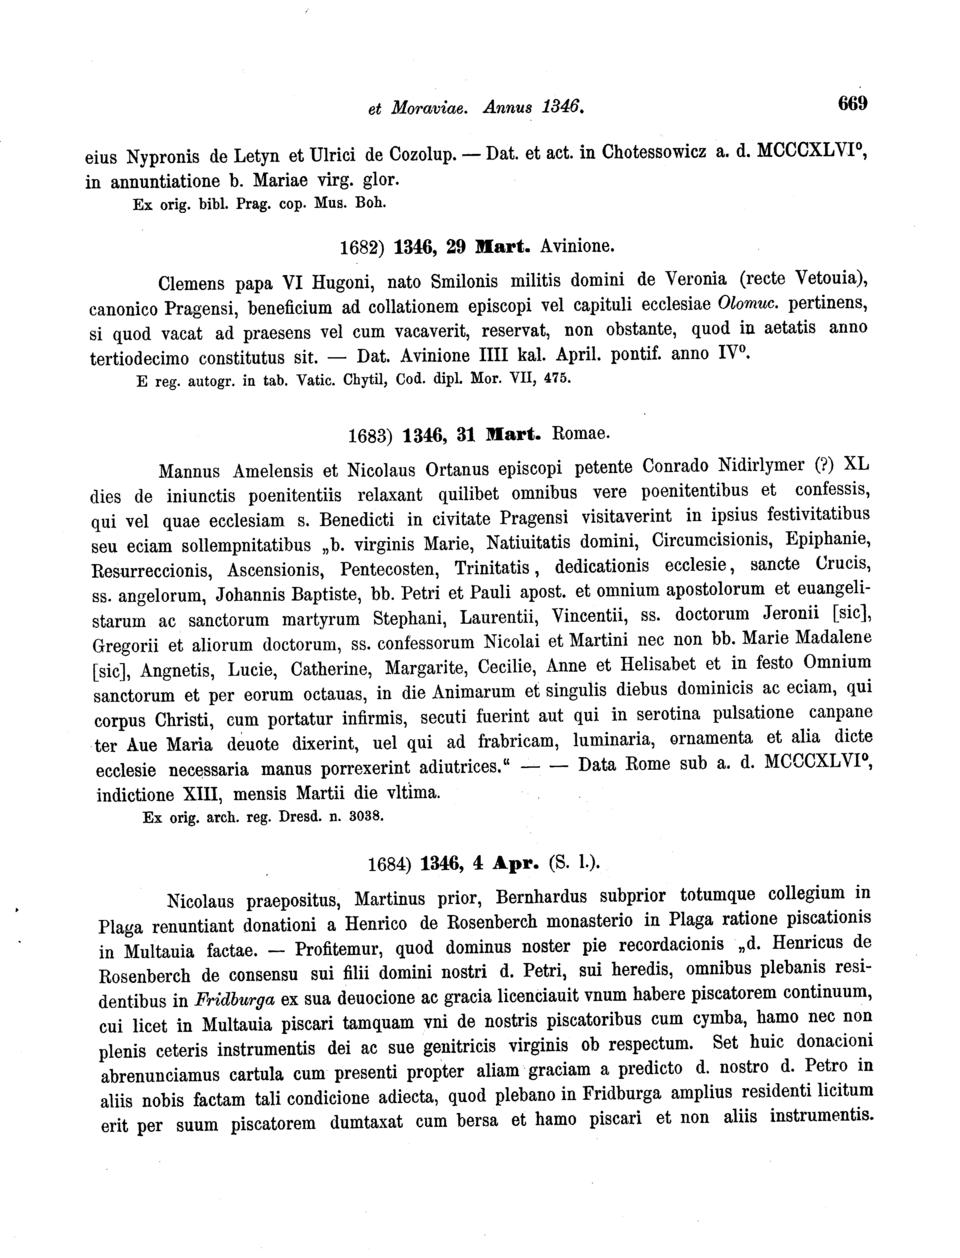 et Moraviae. Annus 1346. 669
eius Nypronis de Letyn et Ulrici de Cozolup. — Dat. et act. in Chotessowicz a. d. MCCCXLVI⁰,
in annuntiatione b. Mariae virg. glor.
Ex orig. bibl. Prag. cop. Mus. Boh.
1682) 1346, 29 Mart. Avinione.
Clemens papa VI Hugoni, nato Smilonis militis domini de Veronia (recte Vetouia),
canonico Pragensi, beneficium ad collationem episcopi vel capituli ecclesiae Olomuc. pertinens,
si quod vacat ad praesens vel cum vacaverit, reservat, non obstante, quod in aetatis anno
tertiodecimo constitutus sit. — Dat. Avinione IIII kal. April. pontif. anno IV⁰.
E reg. autogr. in tab. Vatic. Chytil, Cod. dipl. Mor. VII, 475.
1683) 1346, 31 Mart. Romae.
Mannus Amelensis et Nicolaus Ortanus episcopi petente Conrado Nidirlymer (?) XL
dies de iniunctis poenitentiis relaxant quilibet omnibus vere poenitentibus et confessis,
qui vel quae ecclesiam s. Benedicti in civitate Pragensi visitaverint in ipsius festivitatibus
seu eciam sollempnitatibus „b. virginis Marie, Natiuitatis domini, Circumcisionis, Epiphanie,
Resurreccionis, Ascensionis, Pentecosten, Trinitatis, dedicationis ecclesie, sancte Crucis,
ss. angelorum, Johannis Baptiste, bb. Petri et Pauli apost. et omnium apostolorum et euangeli-
starum ac sanctorum martyrum Stephani, Laurentii, Vincentii, ss. doctorum Jeronii [sic],
Gregorii et aliorum doctorum, ss. confessorum Nicolai et Martini nec non bb. Marie Madalene
[sic], Angnetis, Lucie, Catherine, Margarite, Cecilie, Anne et Helisabet et in festo Omnium
sanctorum et per eorum octauas, in die Animarum et singulis diebus dominicis ac eciam, qui
corpus Christi, cum portatur infirmis, secuti fuerint aut qui in serotina pulsatione canpane
ter Aue Maria deuote dixerint, uel qui ad frabricam, luminaria, ornamenta et alia dicte
ecclesie necessaria manus porrexerint adiutrices.“ — — Data Rome sub a. d. MCCCXLVI⁰,
indictione XIII, mensis Martii die vltima.
Ex orig. arch. reg. Dresd. n. 3038.
1684) 1346, 4 Apr. (S. l.).
Nicolaus praepositus, Martinus prior, Bernhardus subprior totumque collegium in
Plaga renuntiant donationi a Henrico de Rosenberch monasterio in Plaga ratione piscationis
in Multauia factae. — Profitemur, quod dominus noster pie recordacionis „d. Henricus de
Rosenberch de consensu sui filii domini nostri d. Petri, sui heredis, omnibus plebanis resi-
dentibus in Fridburga ex sua deuocione ac gracia licenciauit vnum habere piscatorem continuum,
cui licet in Multauia piscari tamquam vni de nostris piscatoribus cum cymba, hamo nec non
plenis ceteris instrumentis dei ac sue genitricis virginis ob respectum. Set huic donacioni
abrenunciamus cartula cum presenti propter aliam graciam a predicto d. nostro d. Petro in
aliis nobis factam tali condicione adiecta, quod plebano in Fridburga amplius residenti licitum
erit per suum piscatorem dumtaxat cum bersa et hamo piscari et non aliis instrumentis.